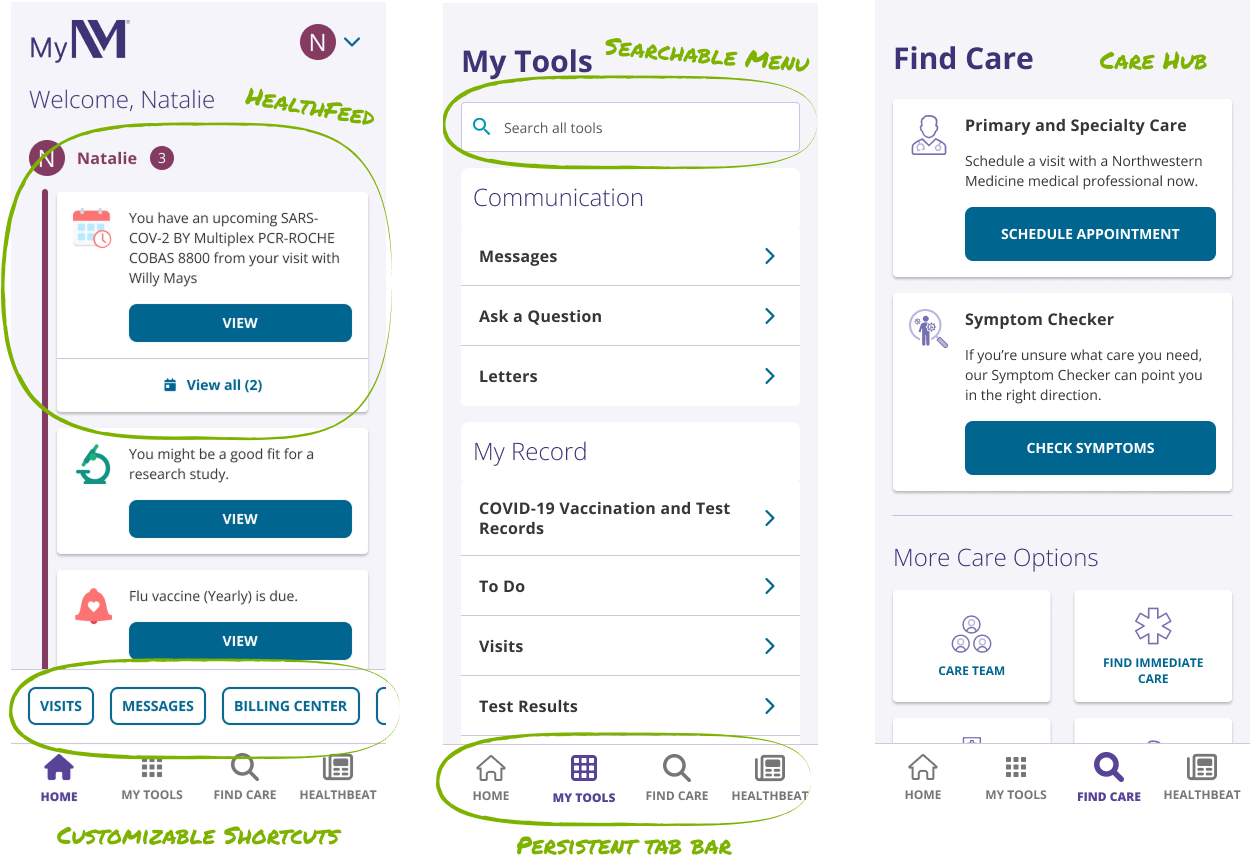 My NM
N
Welcome, Natalie
HEALTHFEED
N Natalie 3
You have an upcoming SARS-
COV-2 BY Multiplex PCR-ROCHE
COBAS 8800 from your visit with
Willy Mays
VIEW
View all (2)
You might be a good fit for a
research study.
VIEW
Flu vaccine (Yearly) is due.
VIEW
VISITS MESSAGES BILLING CENTER
HOME MY TOOLS FIND CARE HEALTHBEAT
CUSTOMIZABLE SHORTCUTS
My Tools
SEARCHABLE MENU
Search all tools
Communication
Messages
Ask a Question
Letters
My Record
COVID-19 Vaccination and Test
Records
To Do
Visits
Test Results
HOME MY TOOLS FIND CARE HEALTHBEAT
PERSISTENT TAB BAR
Find Care
CARE HUB
Primary and Specialty Care
Schedule a visit with a Northwestern
Medicine medical professional now.
SCHEDULE APPOINTMENT
Symptom Checker
If you’re unsure what care you need,
our Symptom Checker can point you
in the right direction.
CHECK SYMPTOMS
More Care Options
CARE TEAM
FIND IMMEDIATE
CARE
HOME MY TOOLS FIND CARE HEALTHBEAT